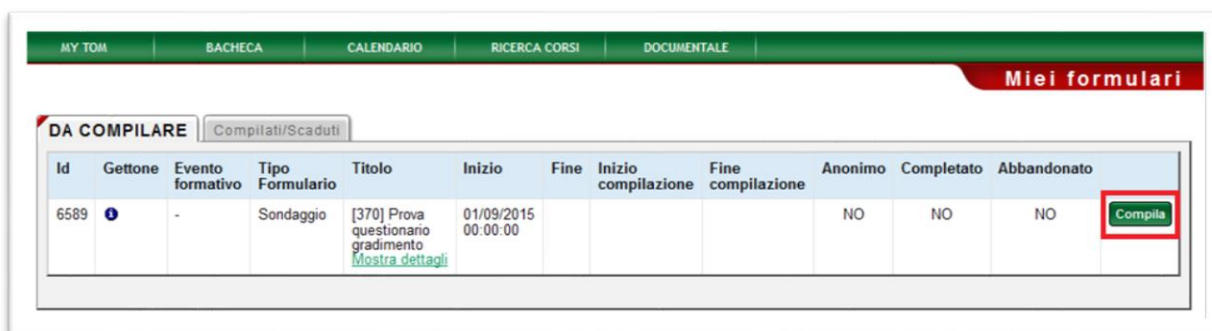 MY TOM BACHECA CALENDARIO RICERCA CORSI DOCUMENTALE
Miei formulari
DA COMPILARE Compilati/Scaduti
Id Gettone Evento formativo Tipo Formulario Titolo Inizio Fine Inizio compilazione Fine compilazione Anonimo Completato Abbandonato
6589 - Sondaggio [370] Prova questionario gradimento Mostra dettagli 01/09/2015 00:00:00 NO NO NO Compila